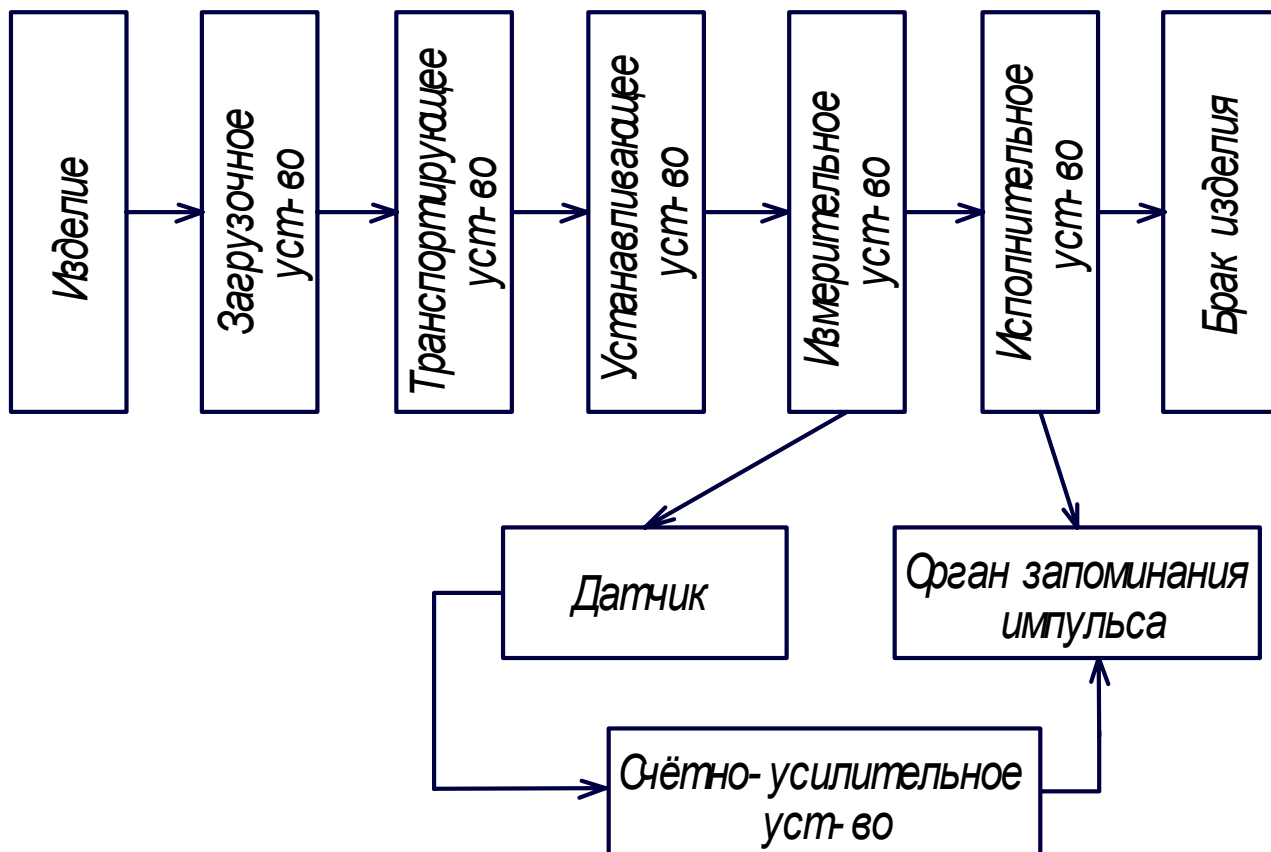 Изделие
Загрузочное
уст-во
Транспортирующее
уст-во
Устанавливающее
уст-во
Измерительное
уст-во
Исполнительное
уст-во
Брак изделия
Датчик
Орган запоминания
импульса
Счётно-усилительное
уст-во